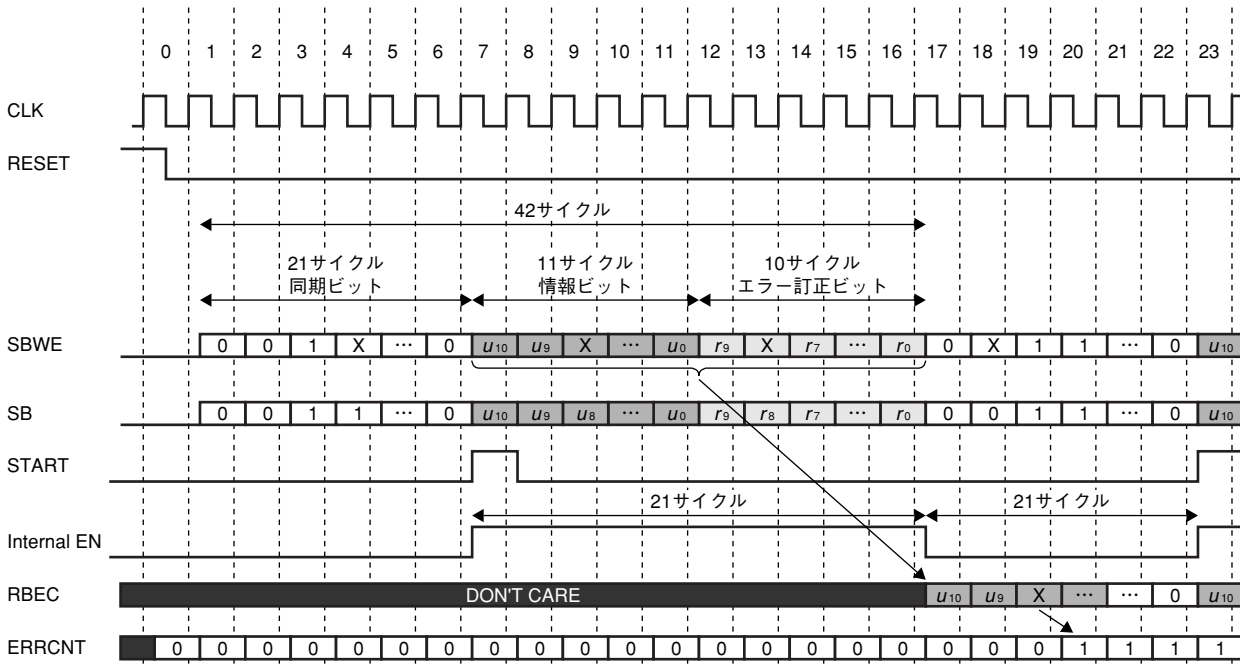 0 1 2 3 4 5 6 7 8 9 10 11 12 13 14 15 16 17 18 19 20 21 22 23
CLK
RESET
42サイクル
21サイクル 11サイクル 10サイクル
同期ビット 情報ビット エラー訂正ビット
SBWE 0 0 1 X … 0 u10 u9 X … u0 r9 X r7 … r0 0 X 1 1 … 0 u10
SB 0 0 1 1 … 0 u10 u9 u8 … u0 r9 r8 r7 … r0 0 0 1 1 … 0 u10
START
21サイクル 21サイクル
Internal EN
RBEC DON'T CARE u10 u9 X … … 0 u10
ERRCNT 0 0 0 0 0 0 0 0 0 0 0 0 0 0 0 0 0 0 0 0 1 1 1 1